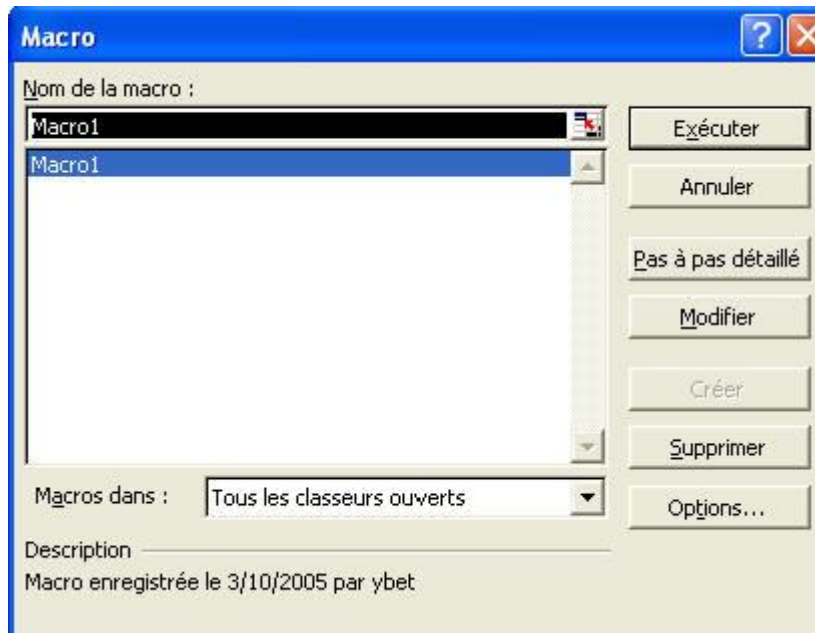 Macro
Nom de la macro :
Macro1
Macro1
Exécuter
Annuler
Pas à pas détaillé
Modifier
Créer
Supprimer
Options...
Macros dans :
Tous les classeurs ouverts
Description
Macro enregistrée le 3/10/2005 par ybet